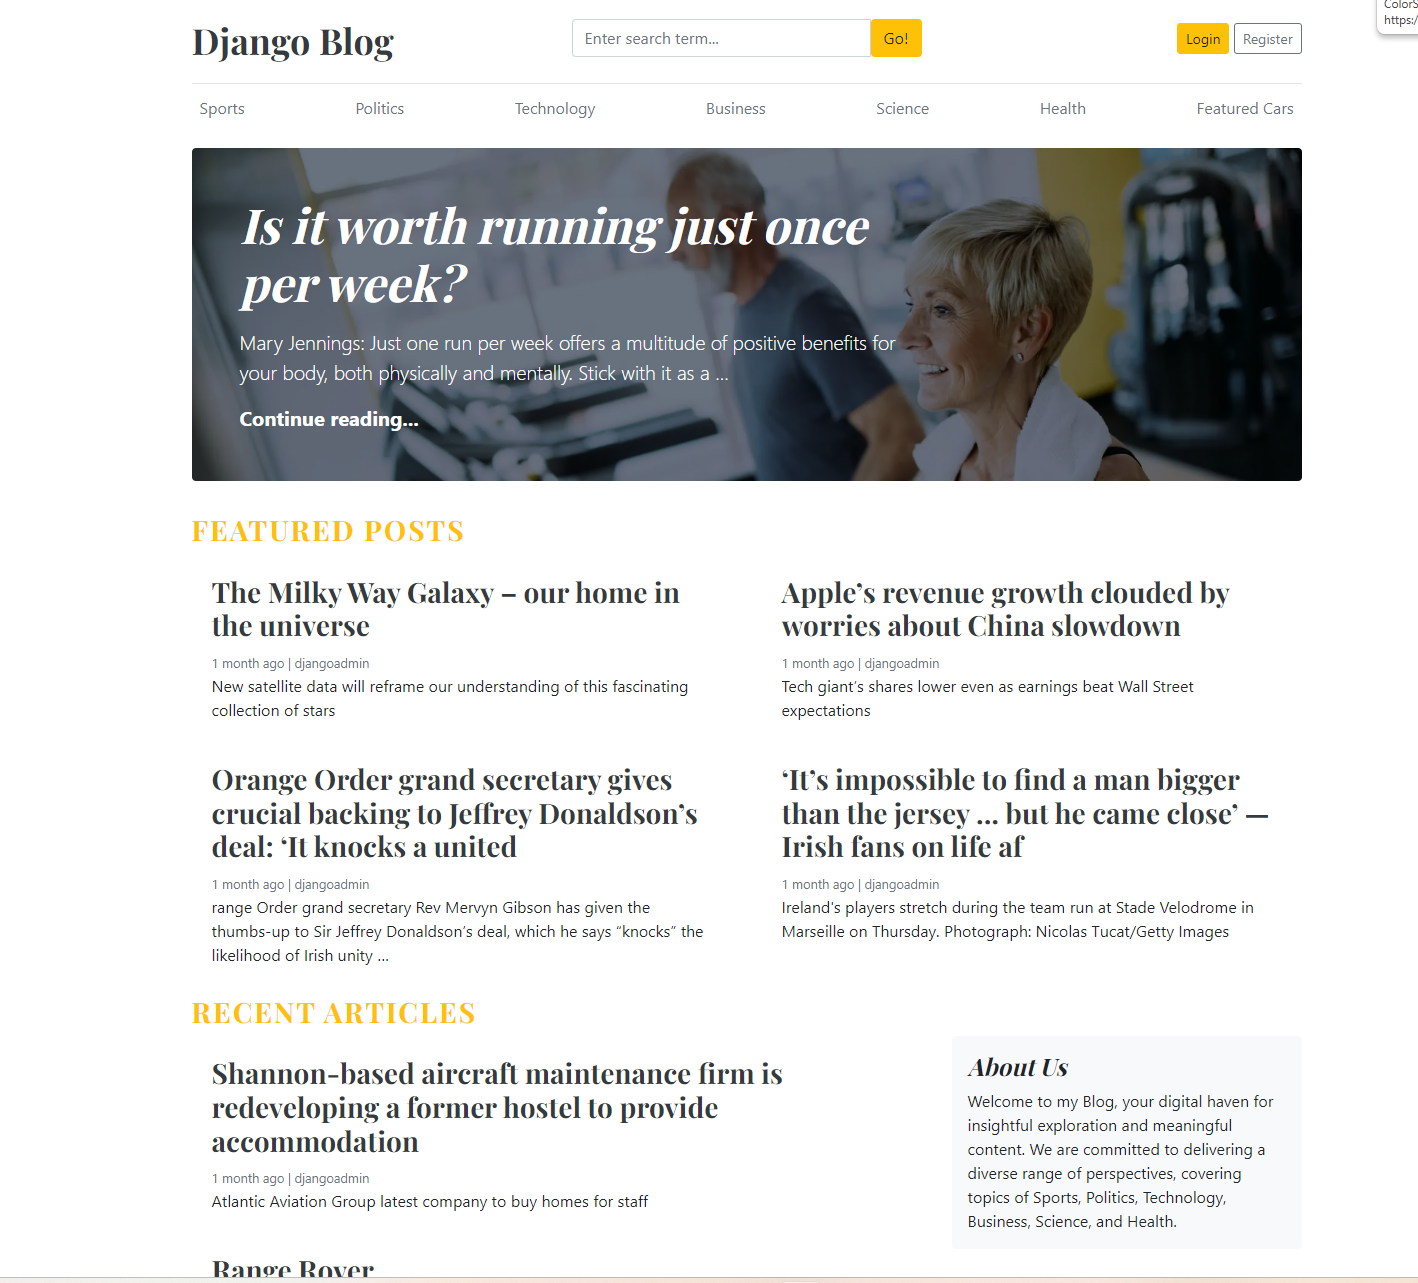 ColorS
https:/
Django Blog
Enter search term...
Go!
Login
Register
Sports
Politics
Technology
Business
Science
Health
Featured Cars
Is it worth running just once
per week?
Mary Jennings: Just one run per week offers a multitude of positive benefits for
your body, both physically and mentally. Stick with it as a ...
Continue reading...
FEATURED POSTS
The Milky Way Galaxy – our home in
the universe
1 month ago | djangoadmin
New satellite data will reframe our understanding of this fascinating
collection of stars
Apple’s revenue growth clouded by
worries about China slowdown
1 month ago | djangoadmin
Tech giant’s shares lower even as earnings beat Wall Street
expectations
Orange Order grand secretary gives
crucial backing to Jeffrey Donaldson’s
deal: ‘It knocks a united
1 month ago | djangoadmin
range Order grand secretary Rev Mervyn Gibson has given the
thumbs-up to Sir Jeffrey Donaldson’s deal, which he says “knocks” the
likelihood of Irish unity ...
‘It’s impossible to find a man bigger
than the jersey ... but he came close’ —
Irish fans on life af
1 month ago | djangoadmin
Ireland's players stretch during the team run at Stade Velodrome in
Marseille on Thursday. Photograph: Nicolas Tucat/Getty Images
RECENT ARTICLES
Shannon-based aircraft maintenance firm is
redeveloping a former hostel to provide
accommodation
1 month ago | djangoadmin
Atlantic Aviation Group latest company to buy homes for staff
Range Rover
About Us
Welcome to my Blog, your digital haven for
insightful exploration and meaningful
content. We are committed to delivering a
diverse range of perspectives, covering
topics of Sports, Politics, Technology,
Business, Science, and Health.